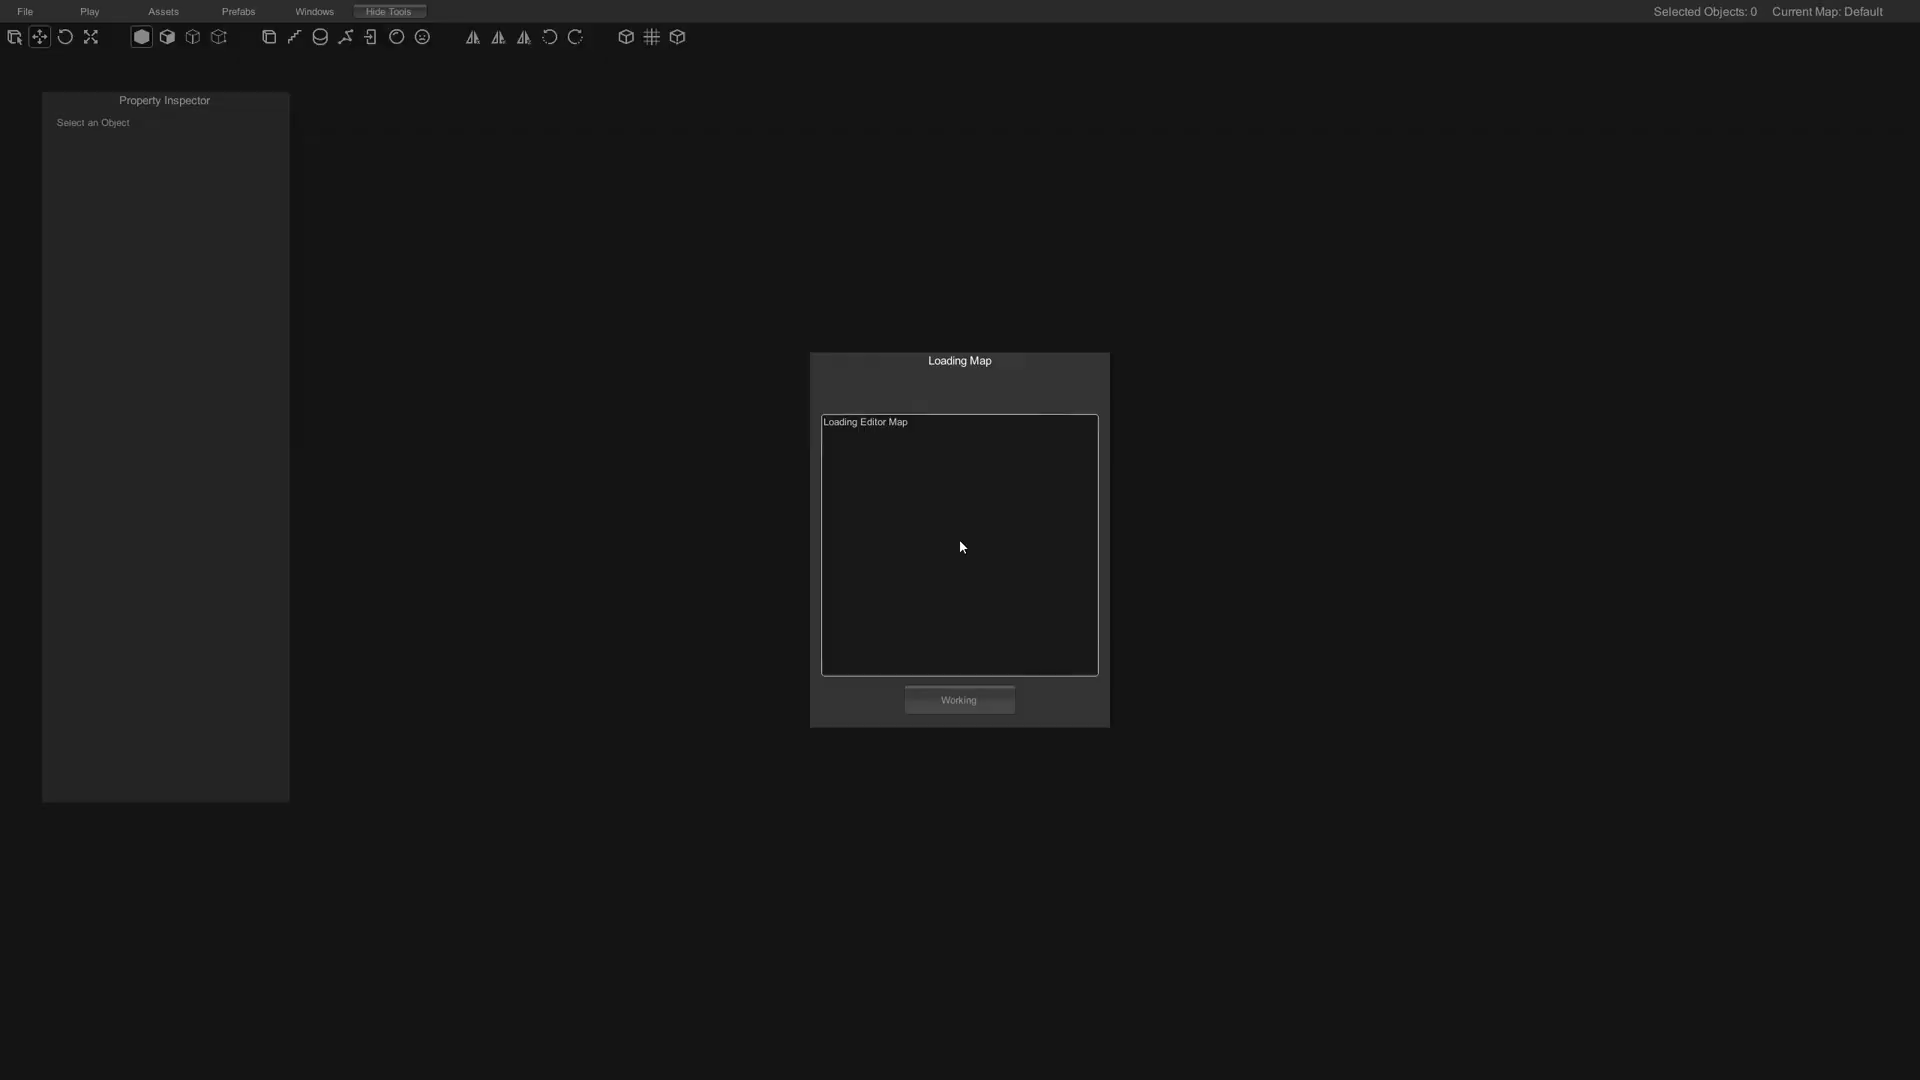 File Play Assets Prefabs Windows Hide Tools Selected Objects: 0 Current Map: Default
Property Inspector
Select an Object
Loading Map
Loading Editor Map
Working